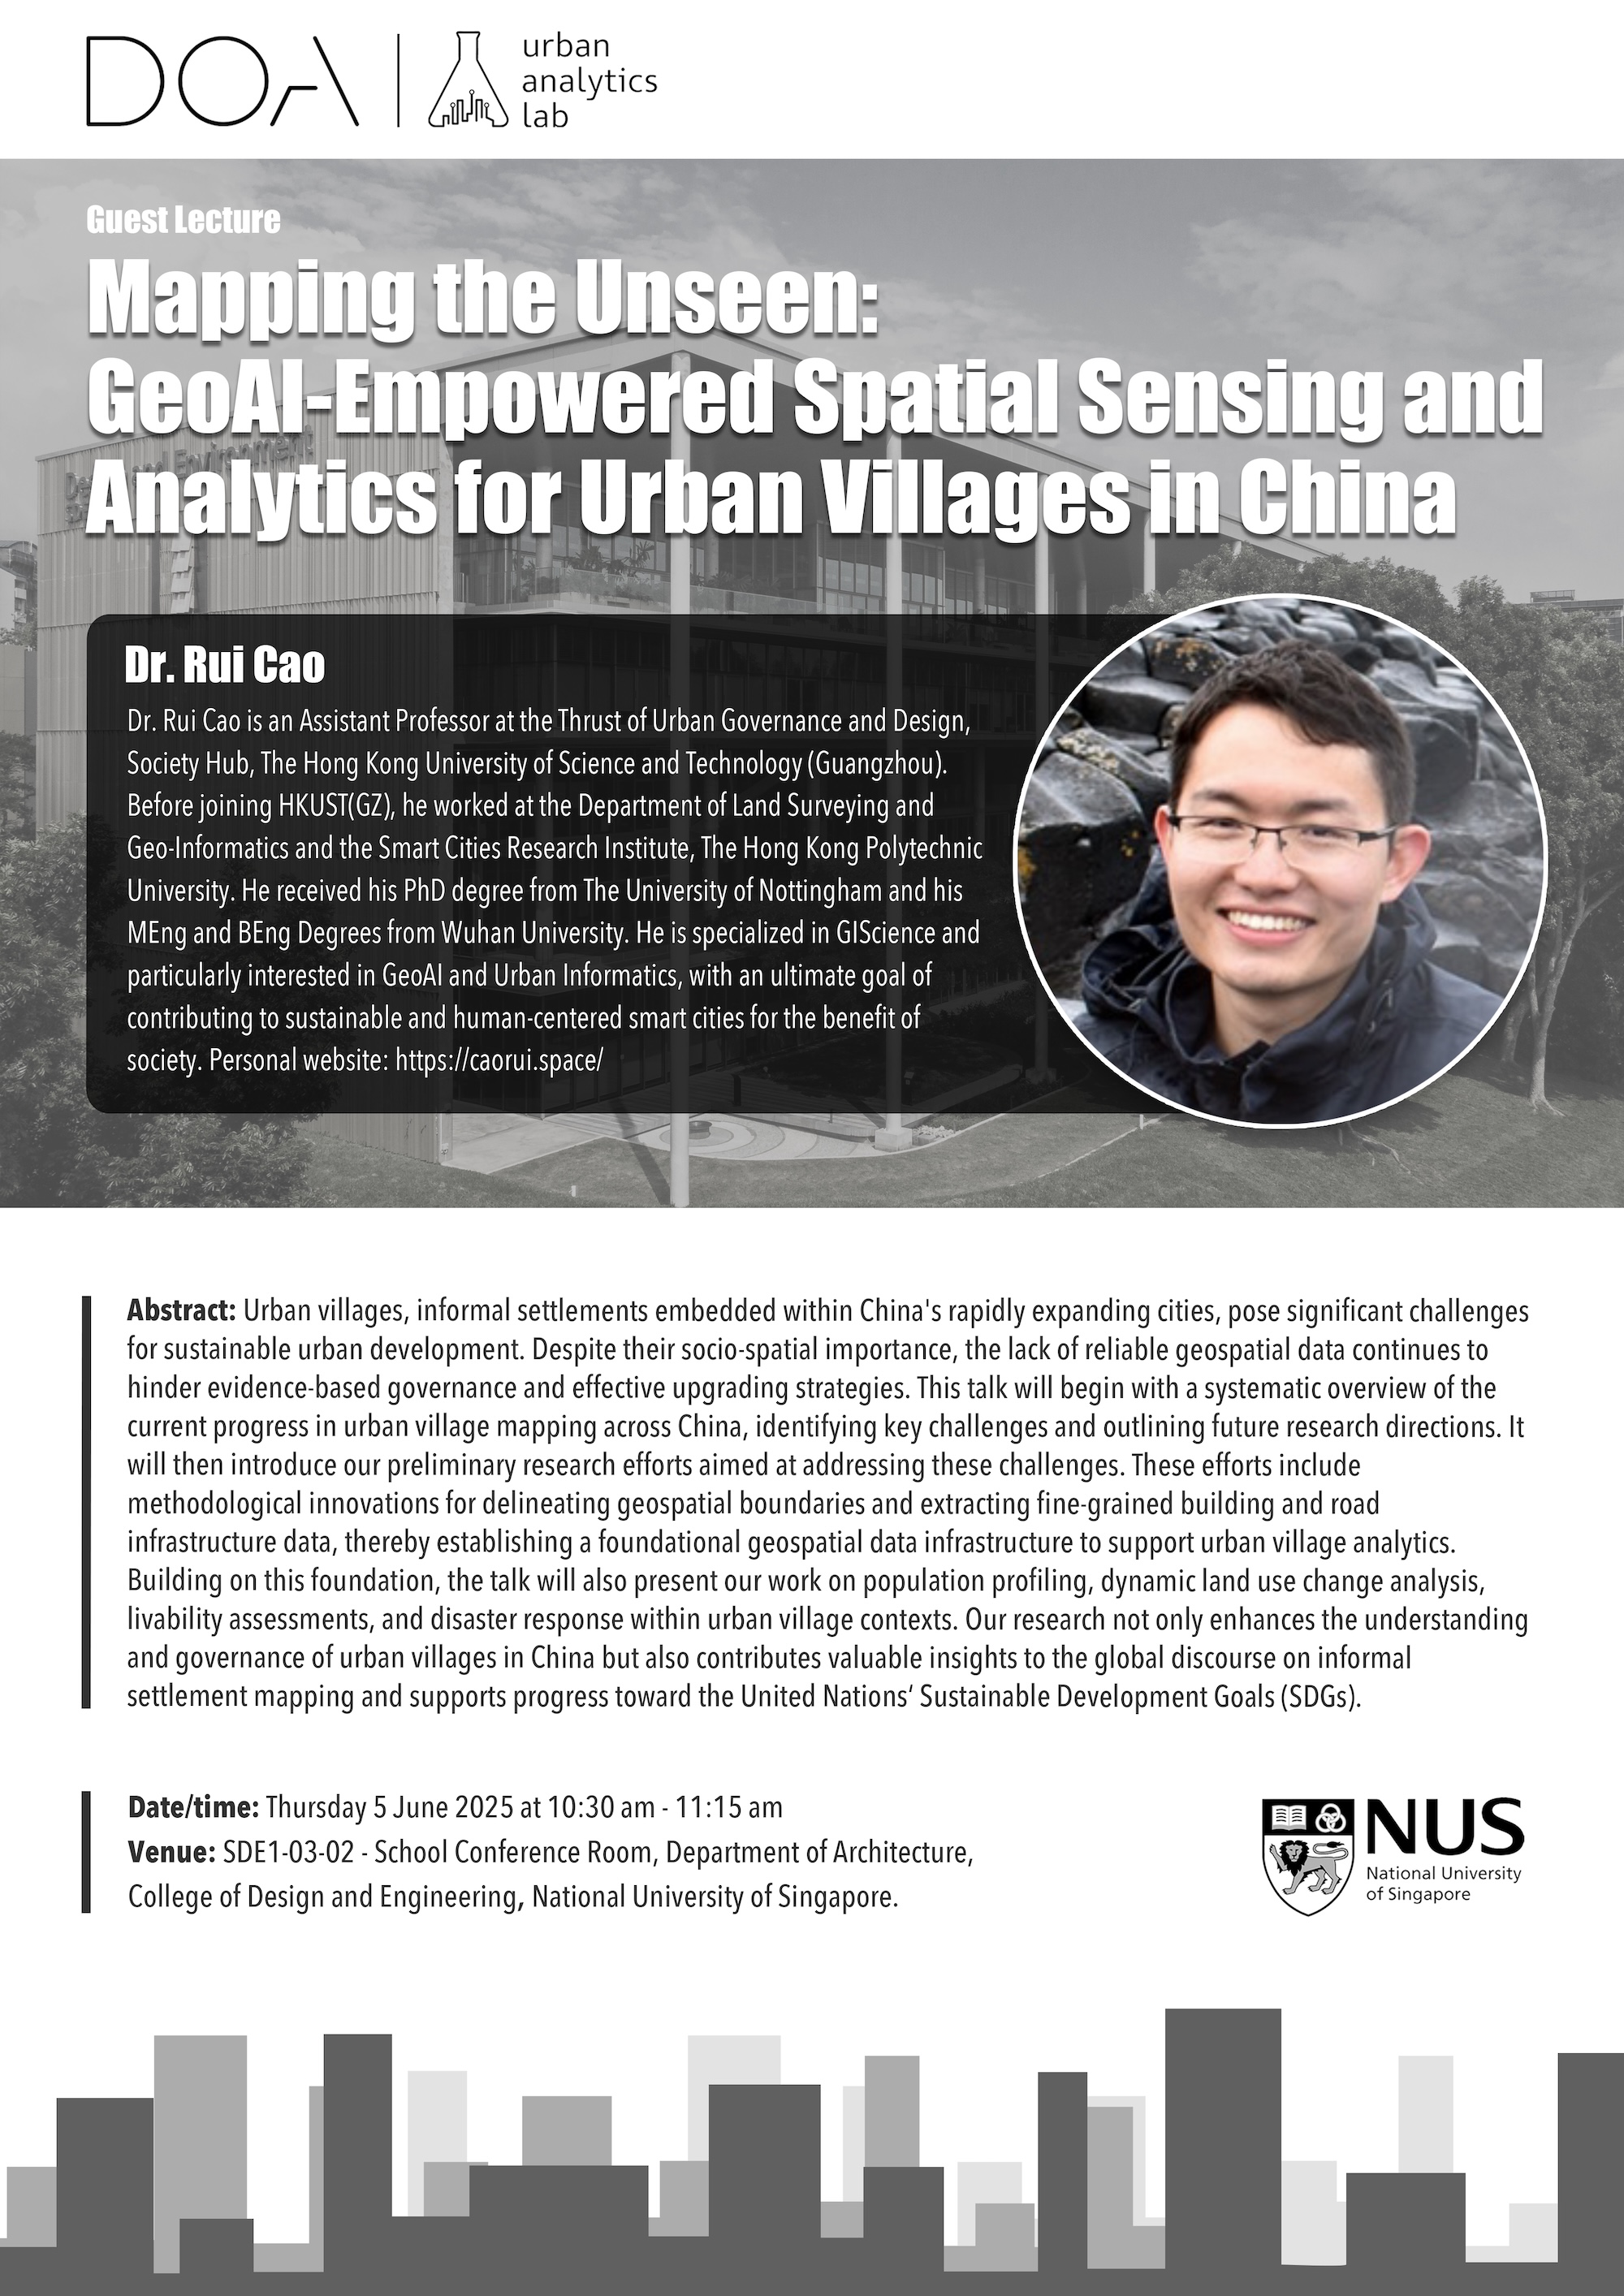 DOA
urban
analytics
lab
Guest Lecture
Mapping the Unseen:
GeoAI-Empowered Spatial Sensing and
Analytics for Urban Villages in China
Dr. Rui Cao
Dr. Rui Cao is an Assistant Professor at the Thrust of Urban Governance and Design,
Society Hub, The Hong Kong University of Science and Technology (Guangzhou).
Before joining HKUST(GZ), he worked at the Department of Land Surveying and
Geo-Informatics and the Smart Cities Research Institute, The Hong Kong Polytechnic
University. He received his PhD degree from The University of Nottingham and his
MEng and BEng Degrees from Wuhan University. He is specialized in GIScience and
particularly interested in GeoAI and Urban Informatics, with an ultimate goal of
contributing to sustainable and human-centered smart cities for the benefit of
society. Personal website: https://caorui.space/
Abstract: Urban villages, informal settlements embedded within China's rapidly expanding cities, pose significant challenges
for sustainable urban development. Despite their socio-spatial importance, the lack of reliable geospatial data continues to
hinder evidence-based governance and effective upgrading strategies. This talk will begin with a systematic overview of the
current progress in urban village mapping across China, identifying key challenges and outlining future research directions. It
will then introduce our preliminary research efforts aimed at addressing these challenges. These efforts include
methodological innovations for delineating geospatial boundaries and extracting fine-grained building and road
infrastructure data, thereby establishing a foundational geospatial data infrastructure to support urban village analytics.
Building on this foundation, the talk will also present our work on population profiling, dynamic land use change analysis,
livability assessments, and disaster response within urban village contexts. Our research not only enhances the understanding
and governance of urban villages in China but also contributes valuable insights to the global discourse on informal
settlement mapping and supports progress toward the United Nations‘ Sustainable Development Goals (SDGs).
Date/time: Thursday 5 June 2025 at 10:30 am - 11:15 am
Venue: SDE1-03-02 - School Conference Room, Department of Architecture,
College of Design and Engineering, National University of Singapore.
NUS
National University
of Singapore